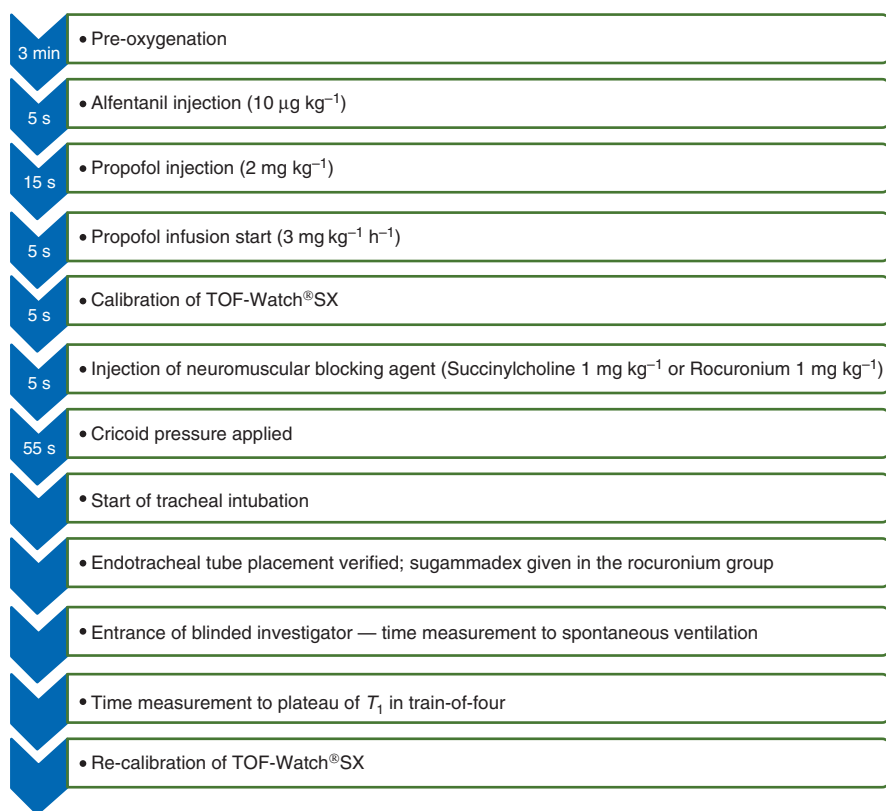 3 min
• Pre-oxygenation
5 s
• Alfentanil injection (10 μg kg⁻¹)
15 s
• Propofol injection (2 mg kg⁻¹)
5 s
• Propofol infusion start (3 mg kg⁻¹ h⁻¹)
5 s
• Calibration of TOF-Watch®SX
5 s
• Injection of neuromuscular blocking agent (Succinylcholine 1 mg kg⁻¹ or Rocuronium 1 mg kg⁻¹)
55 s
• Cricoid pressure applied
• Start of tracheal intubation
• Endotracheal tube placement verified; sugammadex given in the rocuronium group
• Entrance of blinded investigator — time measurement to spontaneous ventilation
• Time measurement to plateau of T₁ in train-of-four
• Re-calibration of TOF-Watch®SX